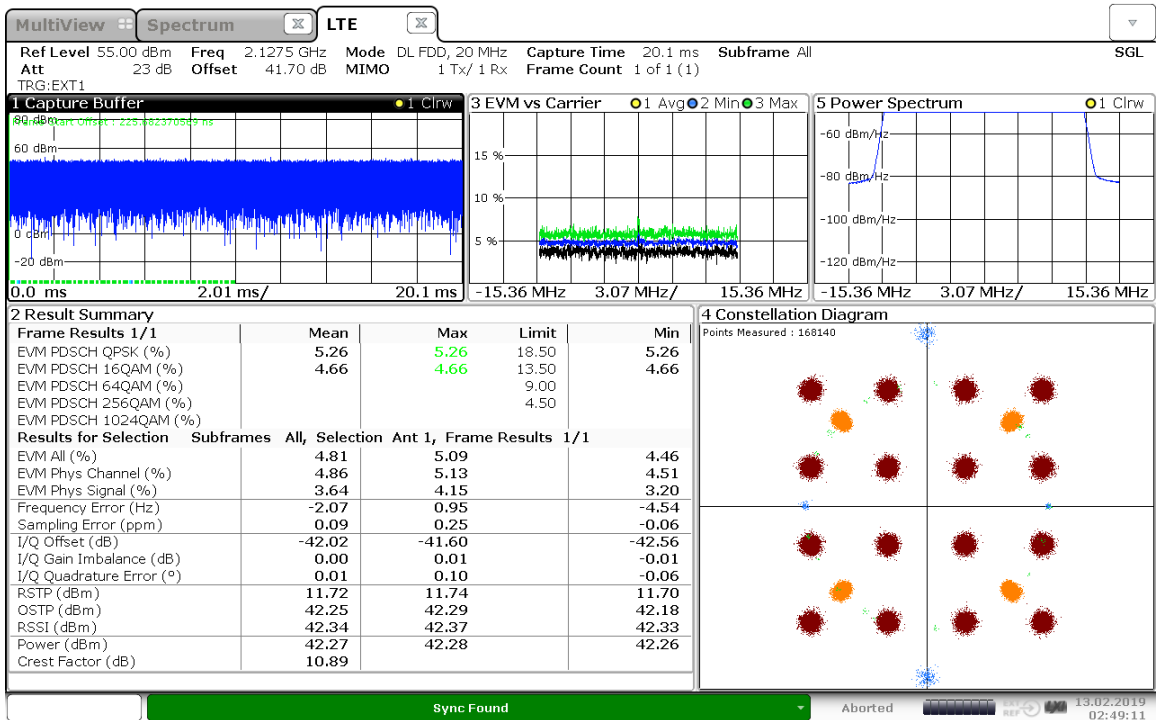 MultiView Spectrum LTE
Ref Level 55.00 dBm Freq 2.1275 GHz Mode DL FDD, 20 MHz Capture Time 20.1 ms Subframe All SGL
Att 23 dB Offset 41.70 dB MIMO 1 Tx/ 1 Rx Frame Count 1 of 1 (1)
TRG:EXT1
1 Capture Buffer 1 Clrw
80 dBm
Frame Start Offset : 225.682370569 ns
60 dBm
0 dBm
-20 dBm
0.0 ms 2.01 ms/ 20.1 ms
3 EVM vs Carrier 1 Avg 2 Min 3 Max
15 %
10 %
5 %
-15.36 MHz 3.07 MHz/ 15.36 MHz
5 Power Spectrum 1 Clrw
-60 dBm/Hz
-80 dBm/Hz
-100 dBm/Hz
-120 dBm/Hz
-15.36 MHz 3.07 MHz/ 15.36 MHz
2 Result Summary
Frame Results 1/1 Mean Max Limit Min
EVM PDSCH QPSK (%) 5.26 5.26 18.50 5.26
EVM PDSCH 16QAM (%) 4.66 4.66 13.50 4.66
EVM PDSCH 64QAM (%) 9.00
EVM PDSCH 256QAM (%) 4.50
EVM PDSCH 1024QAM (%)
Results for Selection Subframes All, Selection Ant 1, Frame Results 1/1
EVM All (%) 4.81 5.09 4.46
EVM Phys Channel (%) 4.86 5.13 4.51
EVM Phys Signal (%) 3.64 4.15 3.20
Frequency Error (Hz) -2.07 0.95 -4.54
Sampling Error (ppm) 0.09 0.25 -0.06
I/Q Offset (dB) -42.02 -41.60 -42.56
I/Q Gain Imbalance (dB) 0.00 0.01 -0.01
I/Q Quadrature Error (°) 0.01 0.10 -0.06
RSTP (dBm) 11.72 11.74 11.70
OSTP (dBm) 42.25 42.29 42.18
RSSI (dBm) 42.34 42.37 42.33
Power (dBm) 42.27 42.28 42.26
Crest Factor (dB) 10.89
4 Constellation Diagram
Points Measured : 168140
Sync Found Aborted EXT REF 13.02.2019
02:49:11